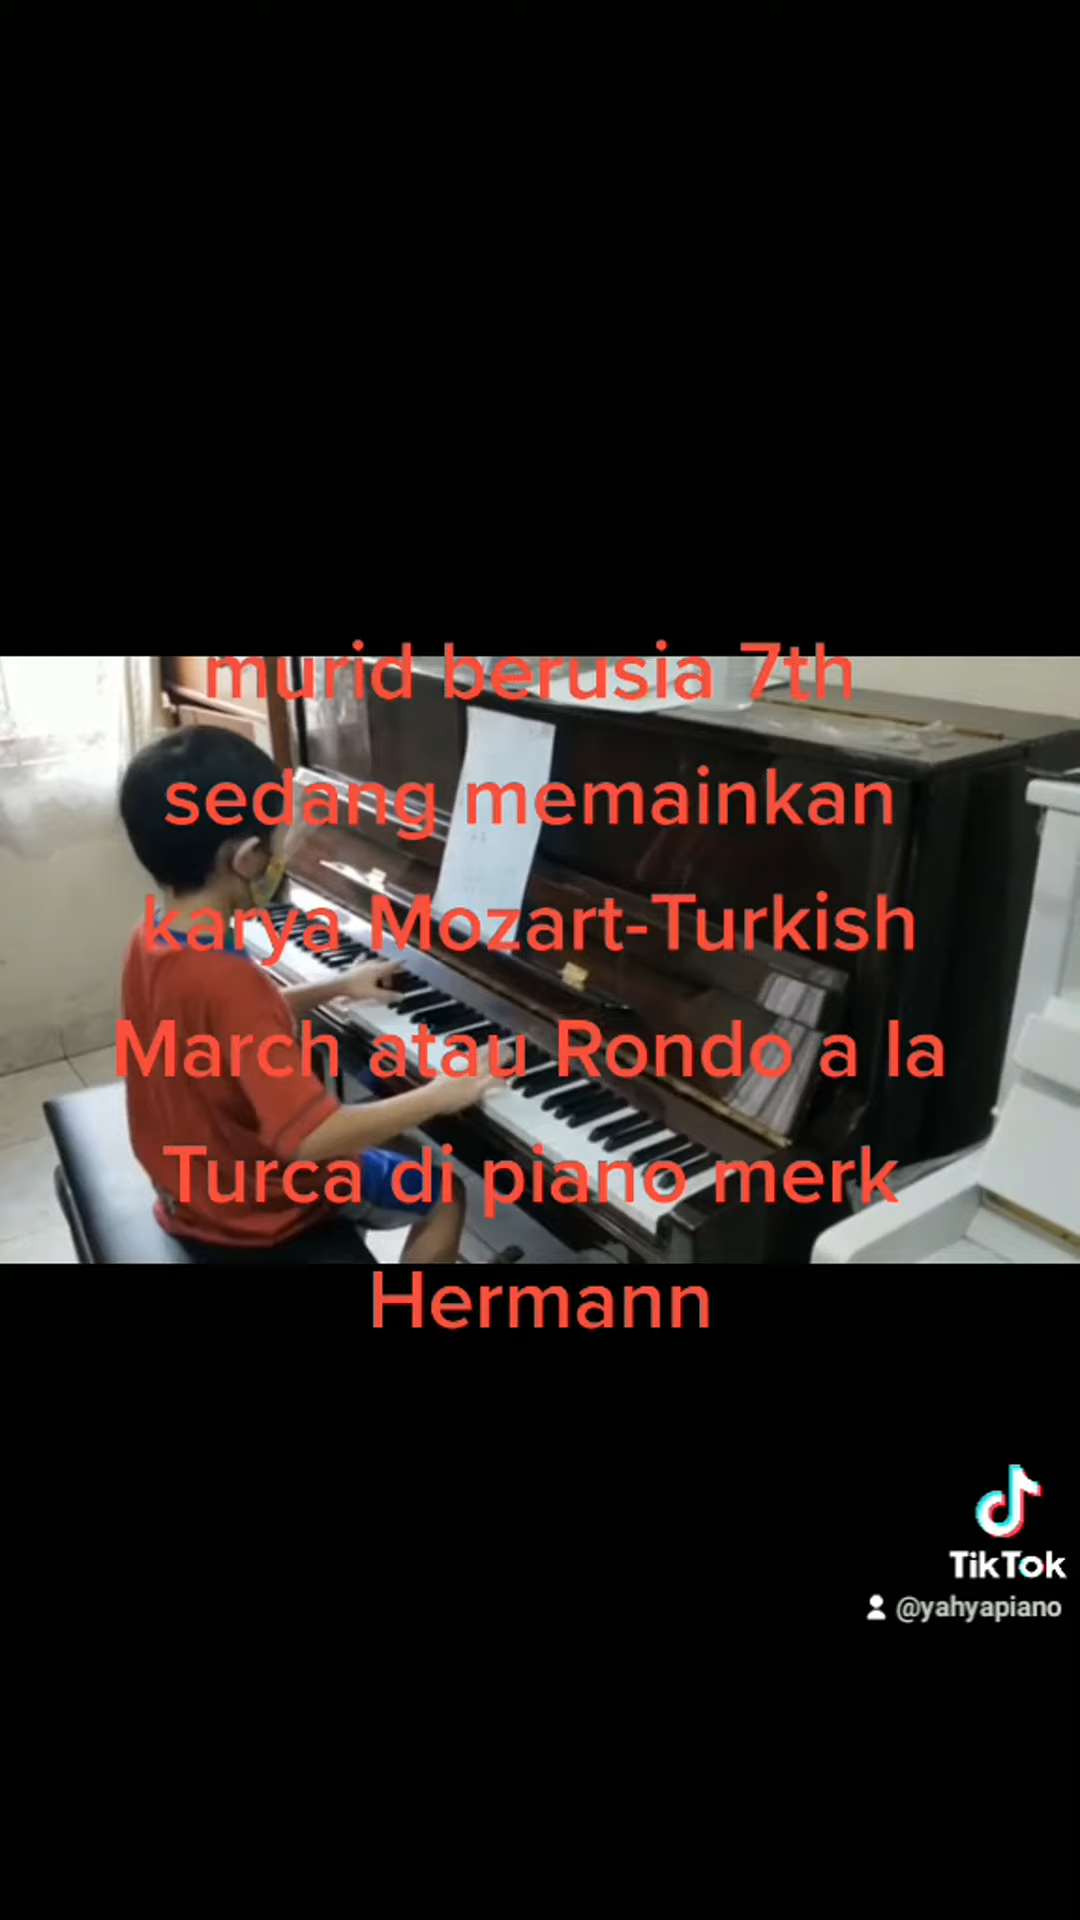 murid berusia 7th
sedang memainkan
karya Mozart-Turkish
March atau Rondo a la
Turca di piano merk
Hermann
TikTok
@yahyapiano